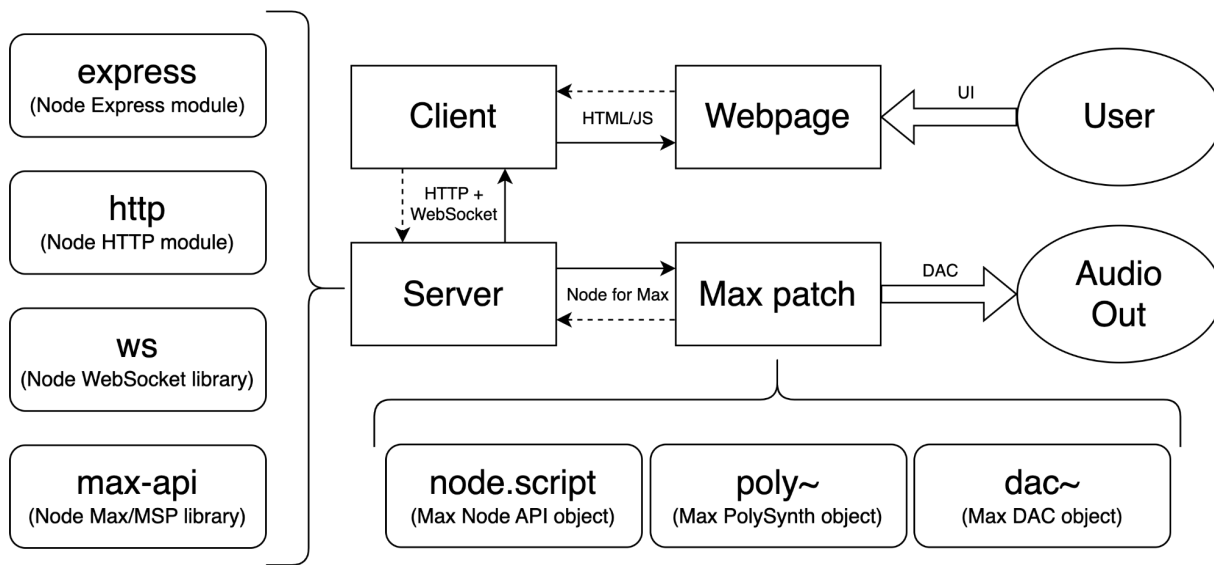 express
(Node Express module)
http
(Node HTTP module)
ws
(Node WebSocket library)
max-api
(Node Max/MSP library)
Client
HTML/JS
Webpage
UI
User
HTTP +
WebSocket
Server
Node for Max
Max patch
DAC
Audio
Out
node.script
(Max Node API object)
poly~
(Max PolySynth object)
dac~
(Max DAC object)